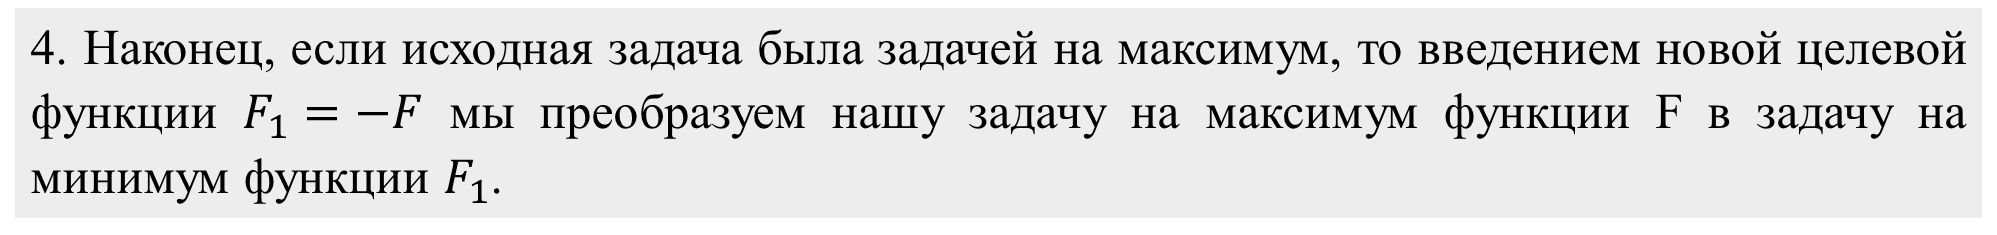 4. Наконец, если исходная задача была задачей на максимум, то введением новой целевой
функции F₁ = −F мы преобразуем нашу задачу на максимум функции F в задачу на
минимум функции F₁.